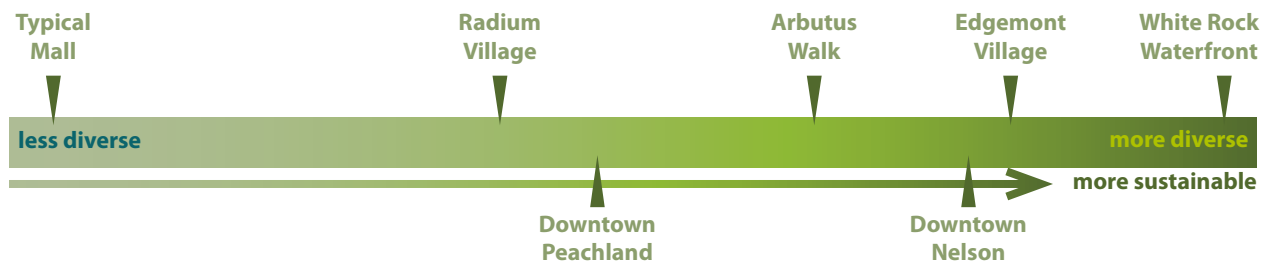 Typical
Mall
Radium
Village
Arbutus
Walk
Edgemont
Village
White Rock
Waterfront
less diverse
more diverse
more sustainable
Downtown
Peachland
Downtown
Nelson